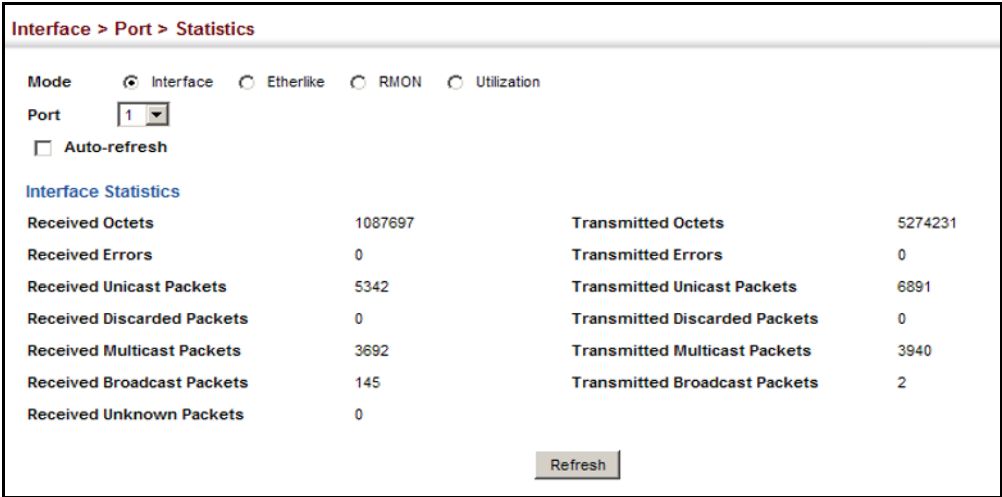 Interface > Port > Statistics
Mode Interface Etherlike RMON Utilization
Port 1
Auto-refresh
Interface Statistics
Received Octets 1087697 Transmitted Octets 5274231
Received Errors 0 Transmitted Errors 0
Received Unicast Packets 5342 Transmitted Unicast Packets 6891
Received Discarded Packets 0 Transmitted Discarded Packets 0
Received Multicast Packets 3692 Transmitted Multicast Packets 3940
Received Broadcast Packets 145 Transmitted Broadcast Packets 2
Received Unknown Packets 0
Refresh